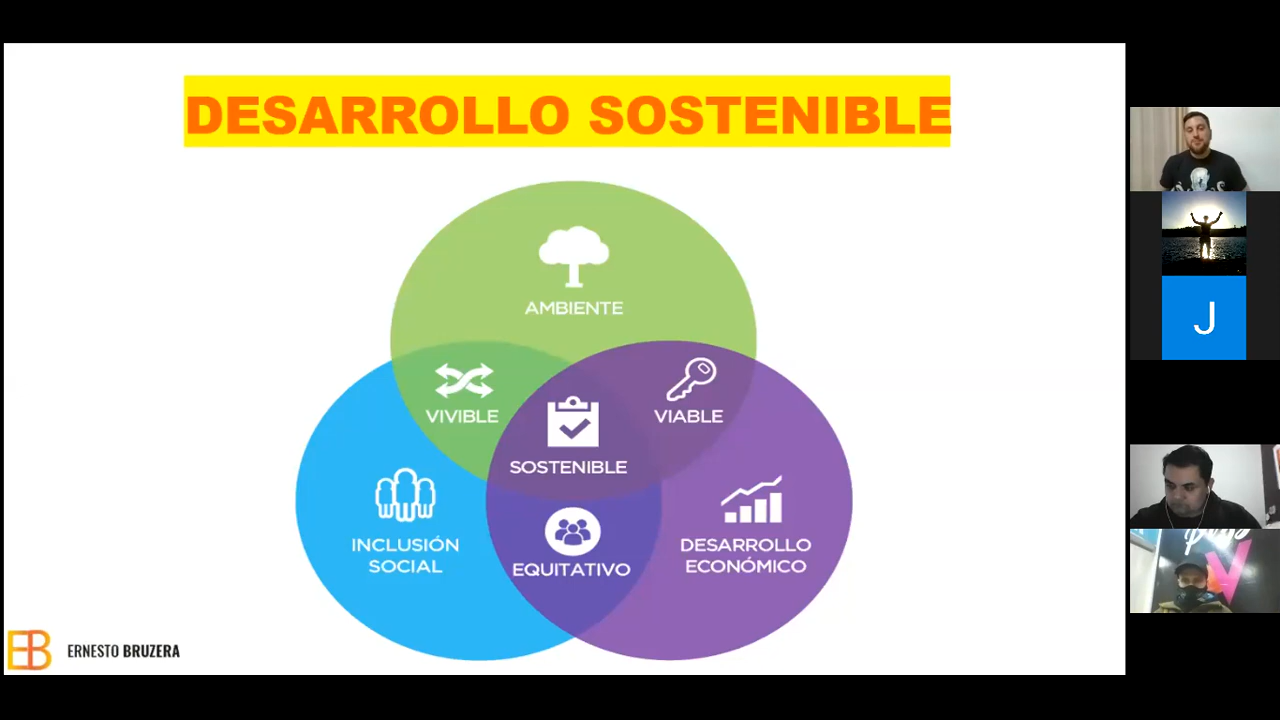 DESARROLLO SOSTENIBLE
AMBIENTE
VIVIBLE
VIABLE
SOSTENIBLE
INCLUSIÓN
SOCIAL
EQUITATIVO
DESARROLLO
ECONÓMICO
EB
ERNESTO BRUZERA
J
V